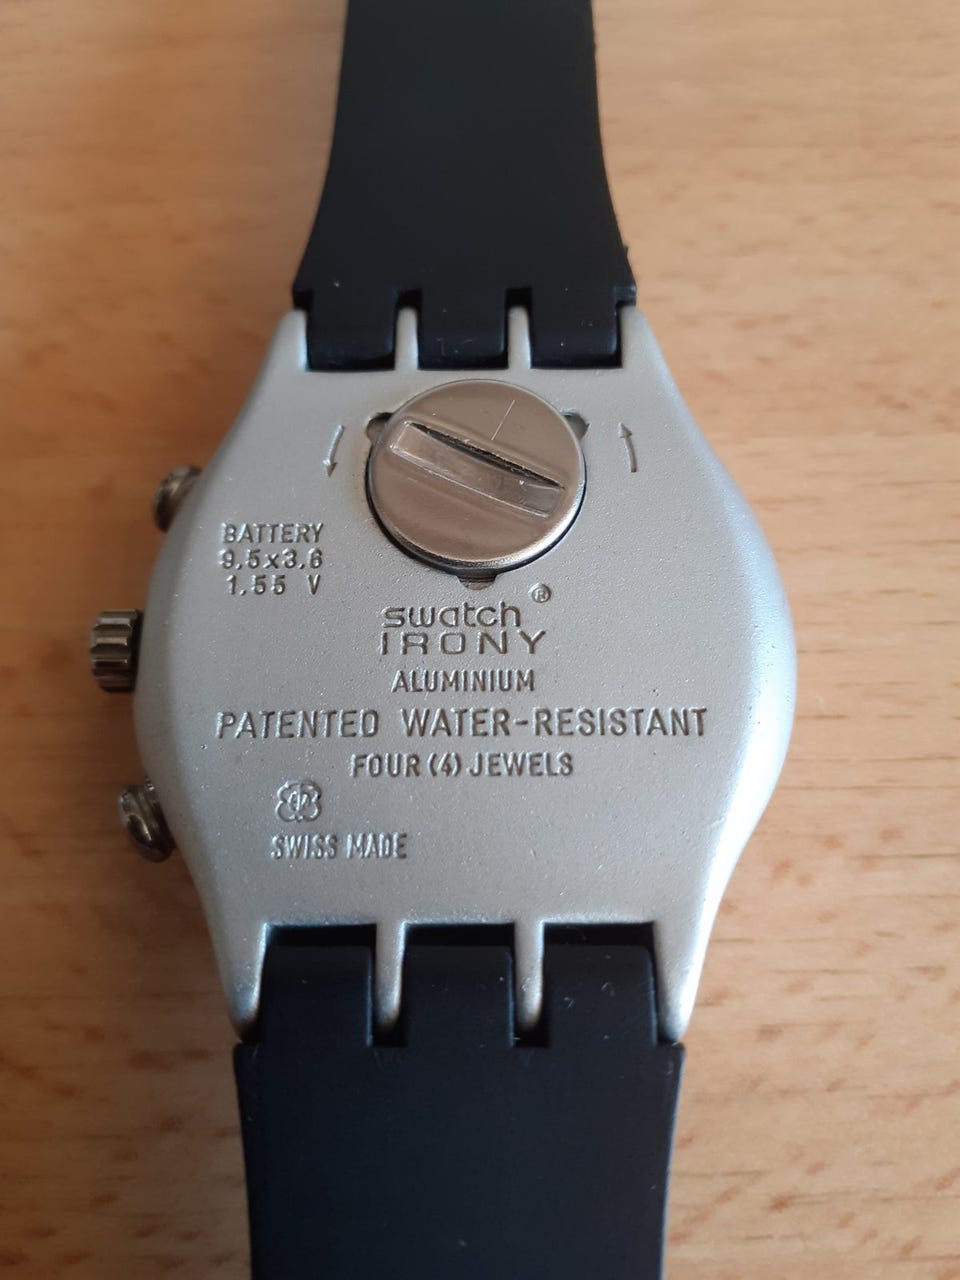 BATTERY
9,5x3,6
1,55 V
swatch®
IRONY
ALUMINIUM
PATENTED WATER-RESISTANT
FOUR (4) JEWELS
SWISS MADE